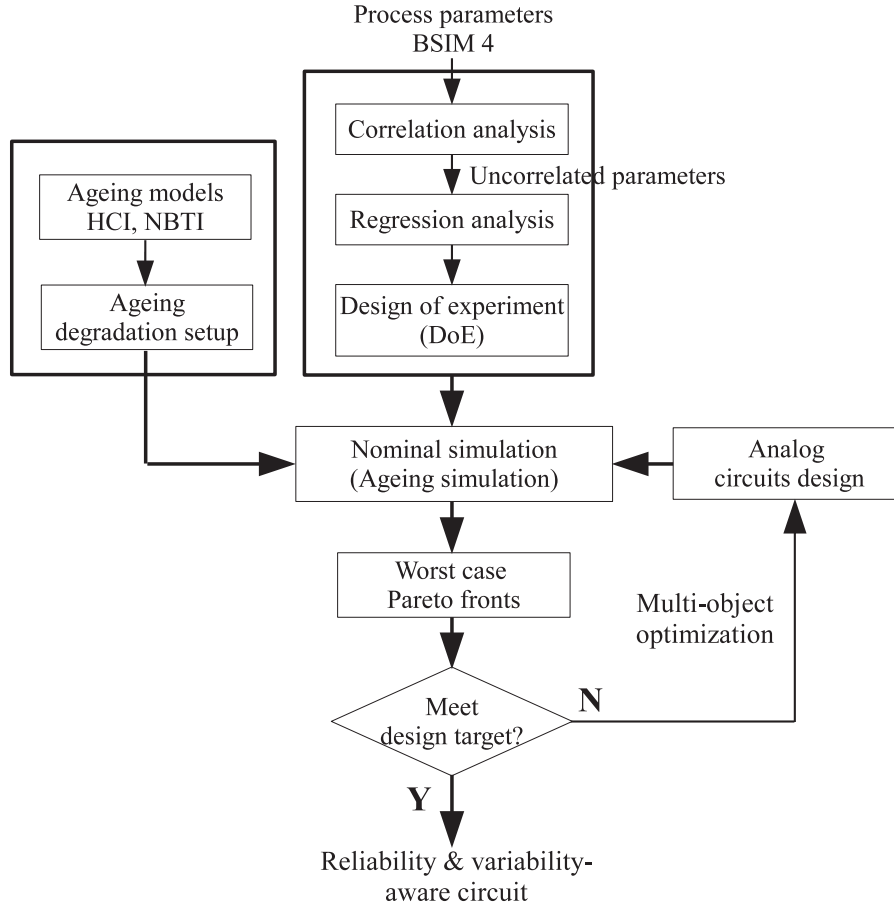 Process parameters
BSIM 4
Correlation analysis
Uncorrelated parameters
Regression analysis
Design of experiment
(DoE)
Ageing models
HCI, NBTI
Ageing
degradation setup
Nominal simulation
(Ageing simulation)
Analog
circuits design
Worst case
Pareto fronts
Multi-object
optimization
Meet
design target?
N
Y
Reliability & variability-
aware circuit